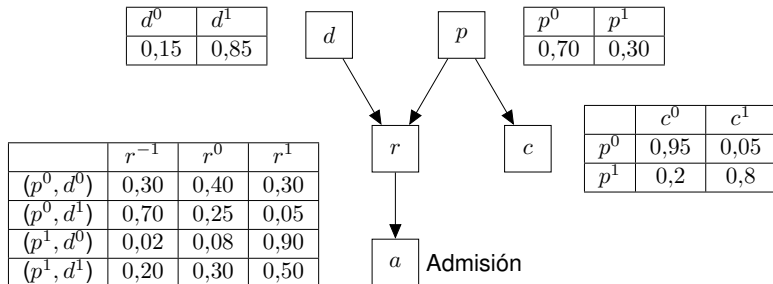 d⁰ d¹
0,15 0,85
d
p
p⁰ p¹
0,70 0,30
r⁻¹ r⁰ r¹
(p⁰, d⁰) 0,30 0,40 0,30
(p⁰, d¹) 0,70 0,25 0,05
(p¹, d⁰) 0,02 0,08 0,90
(p¹, d¹) 0,20 0,30 0,50
r
c
c⁰ c¹
p⁰ 0,95 0,05
p¹ 0,2 0,8
a Admisión